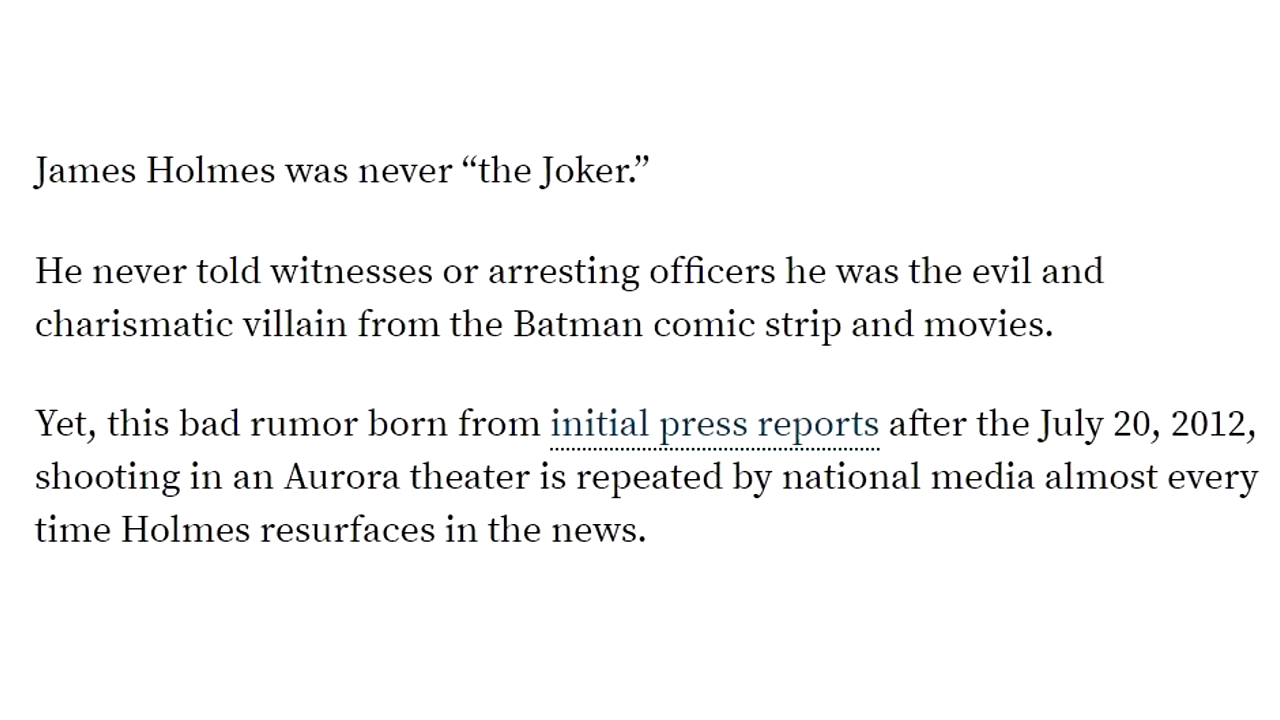 James Holmes was never “the Joker.”
He never told witnesses or arresting officers he was the evil and
charismatic villain from the Batman comic strip and movies.
Yet, this bad rumor born from initial press reports after the July 20, 2012,
shooting in an Aurora theater is repeated by national media almost every
time Holmes resurfaces in the news.